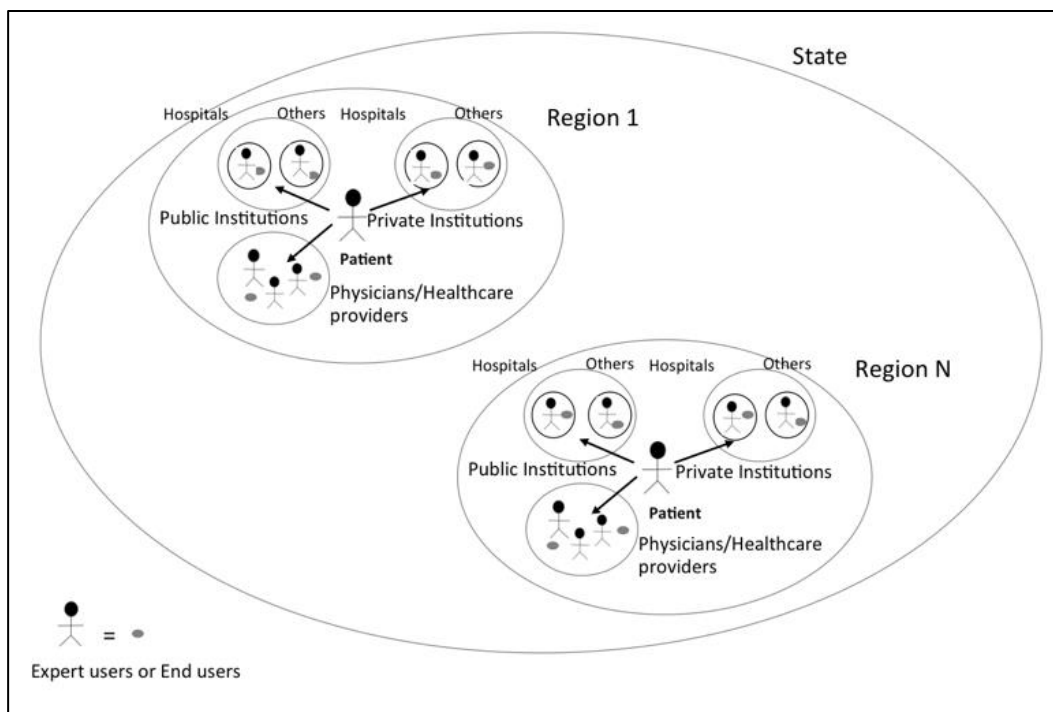 State
Hospitals Others Hospitals Others
Region 1
Public Institutions Private Institutions
Patient
Physicians/Healthcare
providers
Hospitals Others Hospitals Others
Region N
Public Institutions Private Institutions
Patient
Physicians/Healthcare
providers
=
Expert users or End users